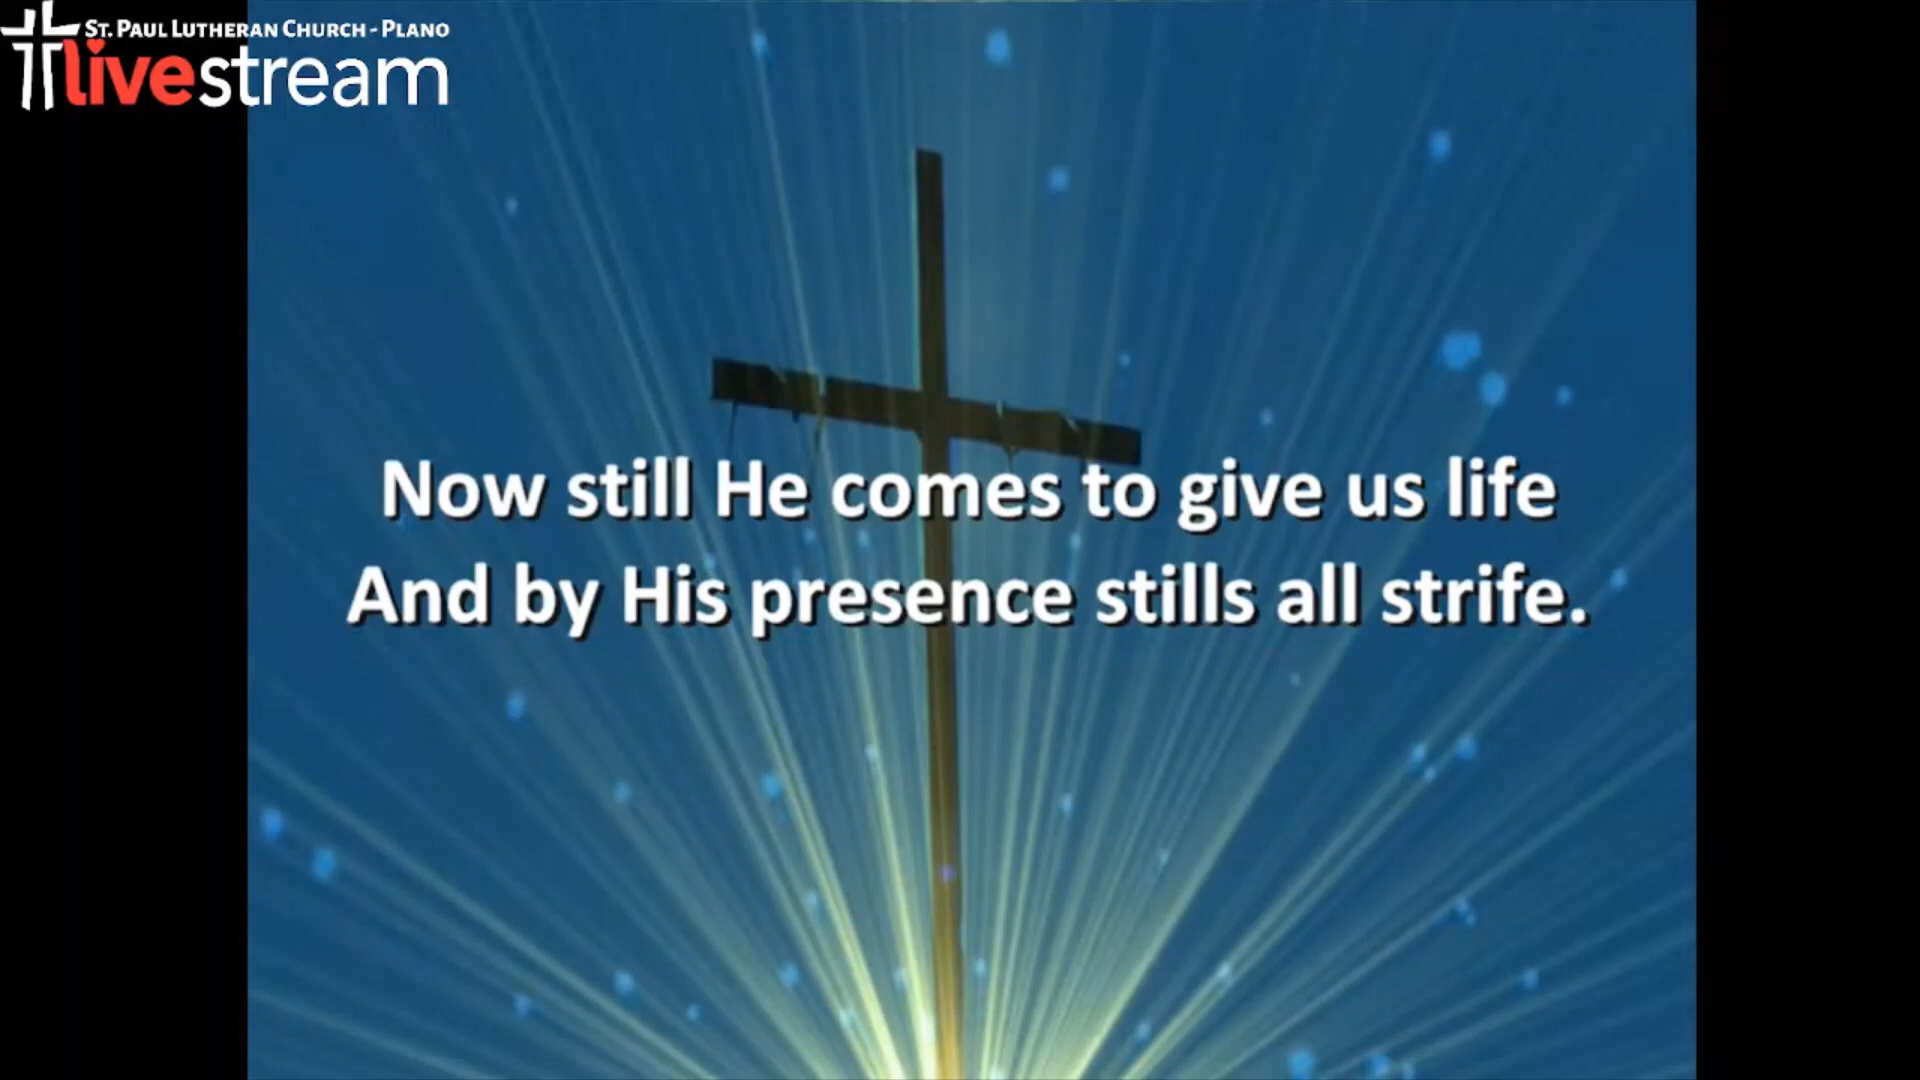 St. Paul Lutheran Church - Plano
livestream
Now still He comes to give us life
And by His presence stills all strife.